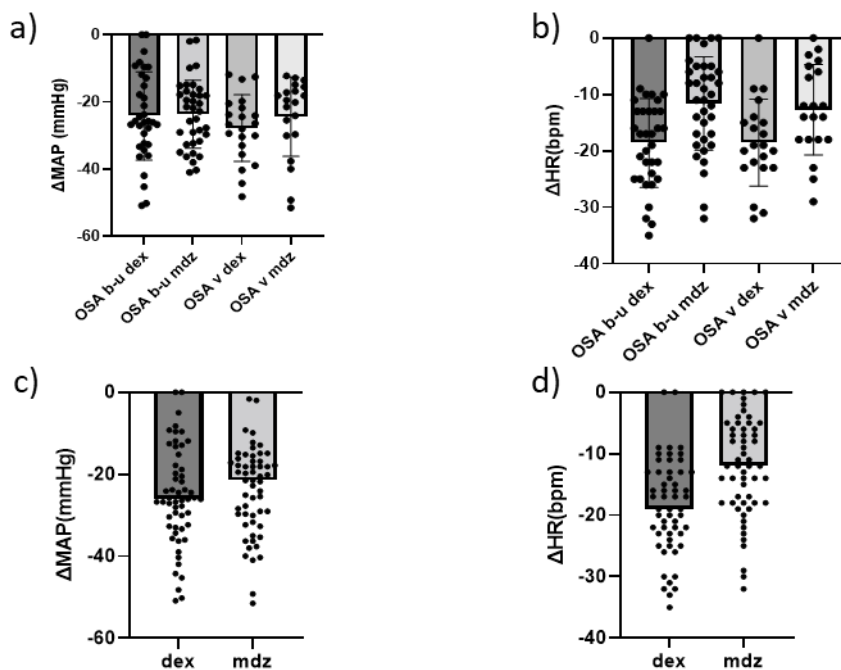 a)
ΔMAP (mmHg)
0
-20
-40
-60
OSA b-u dex
OSA b-u mdz
OSA v dex
OSA v mdz
b)
ΔHR(bpm)
0
-10
-20
-30
-40
OSA b-u dex
OSA b-u mdz
OSA v dex
OSA v mdz
c)
ΔMAP(mmHg)
0
-20
-40
-60
dex mdz
d)
ΔHR(bpm)
0
-10
-20
-30
-40
dex mdz